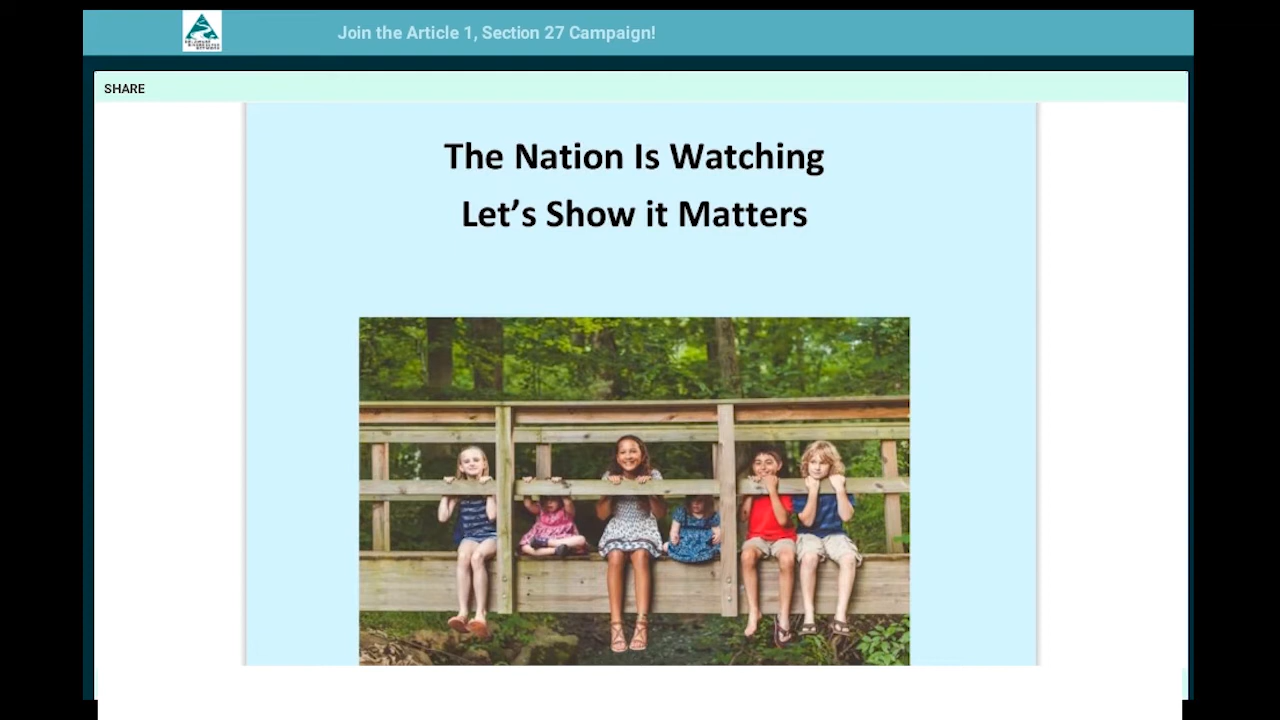 Join the Article 1, Section 27 Campaign!
SHARE
The Nation Is Watching
Let’s Show it Matters